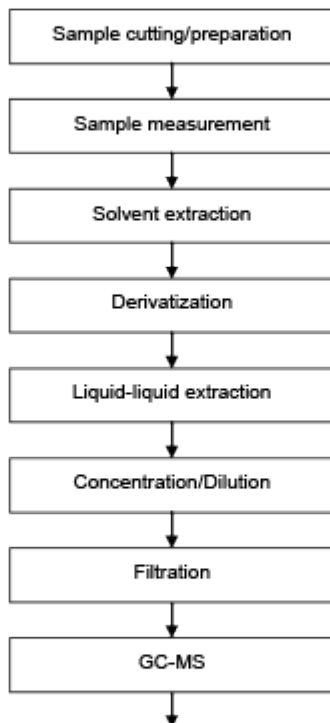 Sample cutting/preparation
Sample measurement
Solvent extraction
Derivatization
Liquid-liquid extraction
Concentration/Dilution
Filtration
GC-MS